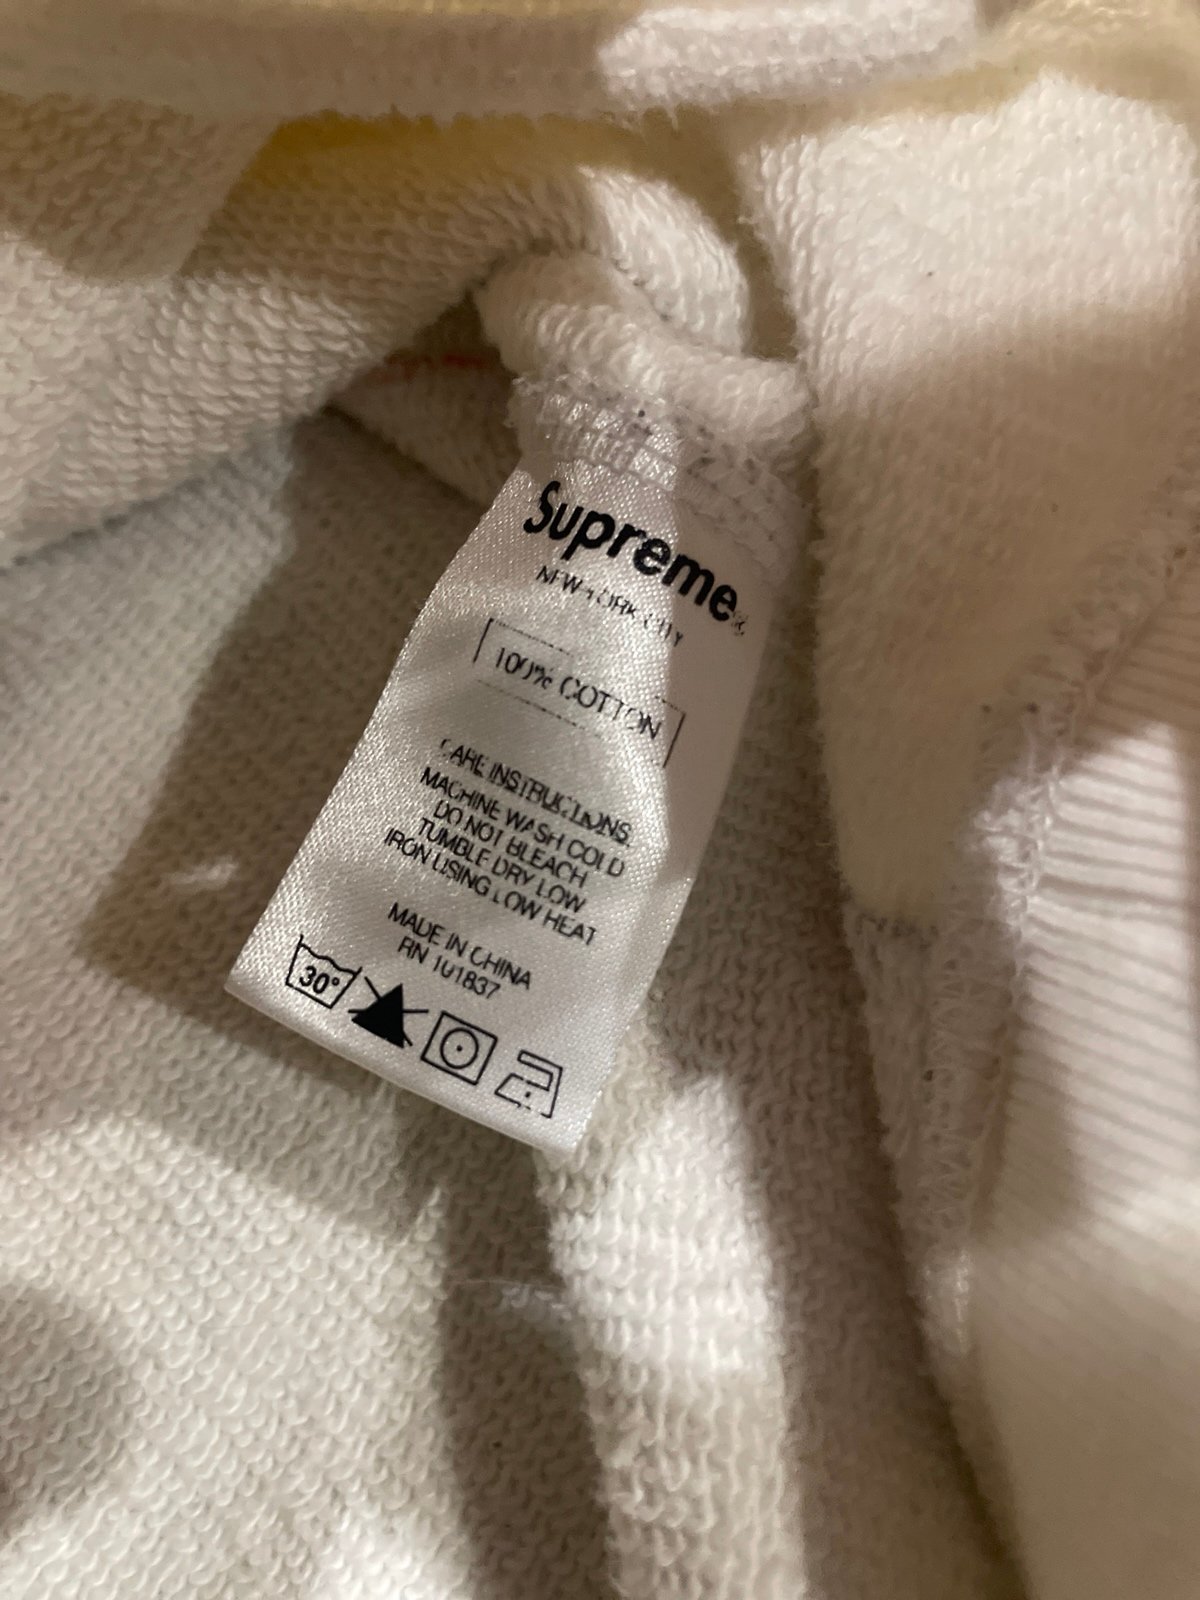 Supreme®
NEW YORK CITY
100% COTTON
CARE INSTRUCTIONS
MACHINE WASH COLD
DO NOT BLEACH
TUMBLE DRY LOW
IRON USING LOW HEAT
MADE IN CHINA
RN 101837
30°